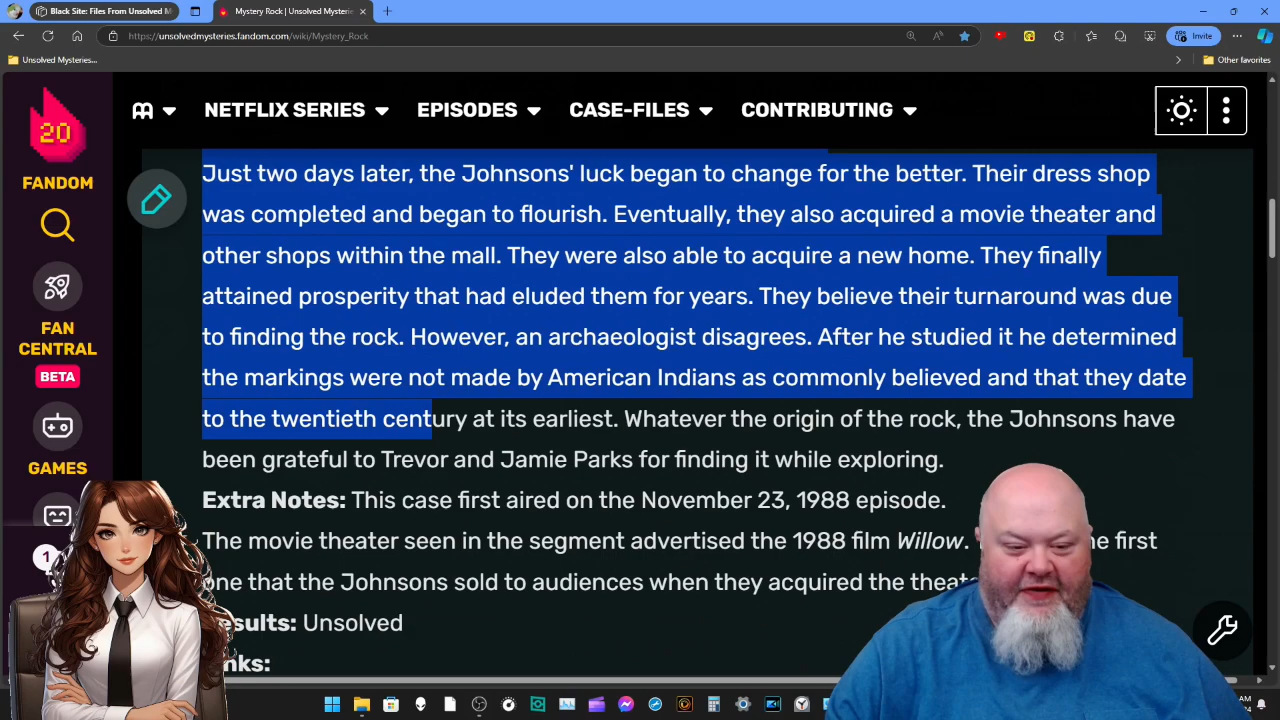 Black Site: Files From Unsolved M
Mystery Rock | Unsolved Mysterie
https://unsolvedmysteries.fandom.com/wiki/Mystery_Rock
Invite
Unsolved Mysteries...
Other favorites
20
FANDOM
FAN
CENTRAL
BETA
GAMES
1
NETFLIX SERIES
EPISODES
CASE-FILES
CONTRIBUTING
Just two days later, the Johnsons' luck began to change for the better. Their dress shop
was completed and began to flourish. Eventually, they also acquired a movie theater and
other shops within the mall. They were also able to acquire a new home. They finally
attained prosperity that had eluded them for years. They believe their turnaround was due
to finding the rock. However, an archaeologist disagrees. After he studied it he determined
the markings were not made by American Indians as commonly believed and that they date
to the twentieth century at its earliest. Whatever the origin of the rock, the Johnsons have
been grateful to Trevor and Jamie Parks for finding it while exploring.
Extra Notes: This case first aired on the November 23, 1988 episode.
The movie theater seen in the segment advertised the 1988 film Willow. first
one that the Johnsons sold to audiences when they acquired the
Results: Unsolved